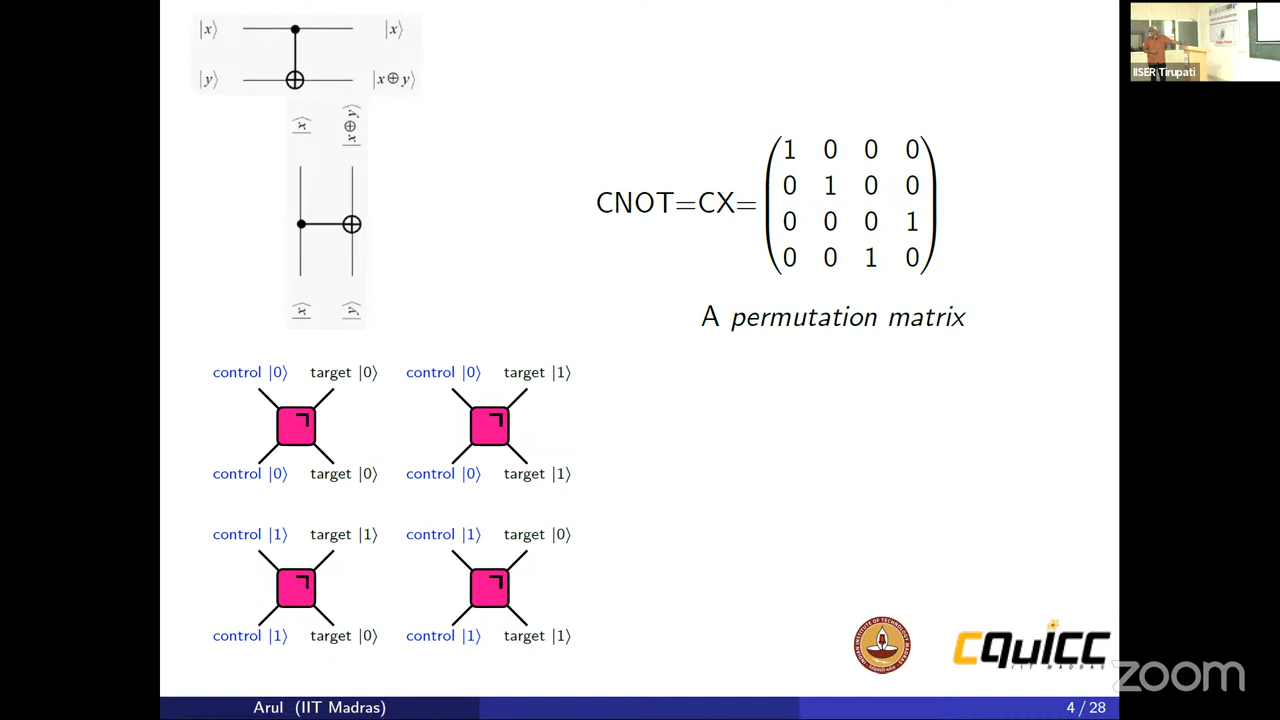 |x⟩ |x⟩
|y⟩ |x⊕y⟩
|x⟩ |x⊕y⟩
|x⟩ |y⟩
CNOT=CX=
1 0 0 0
0 1 0 0
0 0 0 1
0 0 1 0
A permutation matrix
control |0⟩ target |0⟩ control |0⟩ target |1⟩
control |0⟩ target |0⟩ control |0⟩ target |1⟩
control |1⟩ target |1⟩ control |1⟩ target |0⟩
control |1⟩ target |0⟩ control |1⟩ target |1⟩
CQuICC
IIT MADRAS
zoom
Arul (IIT Madras) 4 / 28
IISER Tirupati